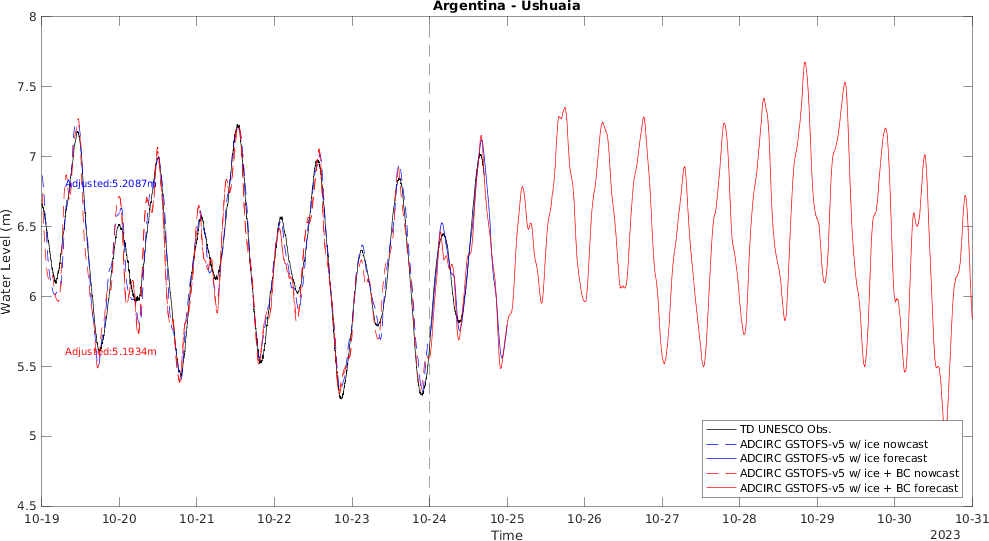 Argentina - Ushuaia
8
7.5
7
6.5
6
5.5
5
4.5
Water Level (m)
Adjusted:5.2087m
Adjusted:5.1934m
TD UNESCO Obs.
ADCIRC GSTOFS-v5 w/ ice nowcast
ADCIRC GSTOFS-v5 w/ ice forecast
ADCIRC GSTOFS-v5 w/ ice + BC nowcast
ADCIRC GSTOFS-v5 w/ ice + BC forecast
10-19 10-20 10-21 10-22 10-23 10-24 10-25 10-26 10-27 10-28 10-29 10-30 10-31
Time
2023